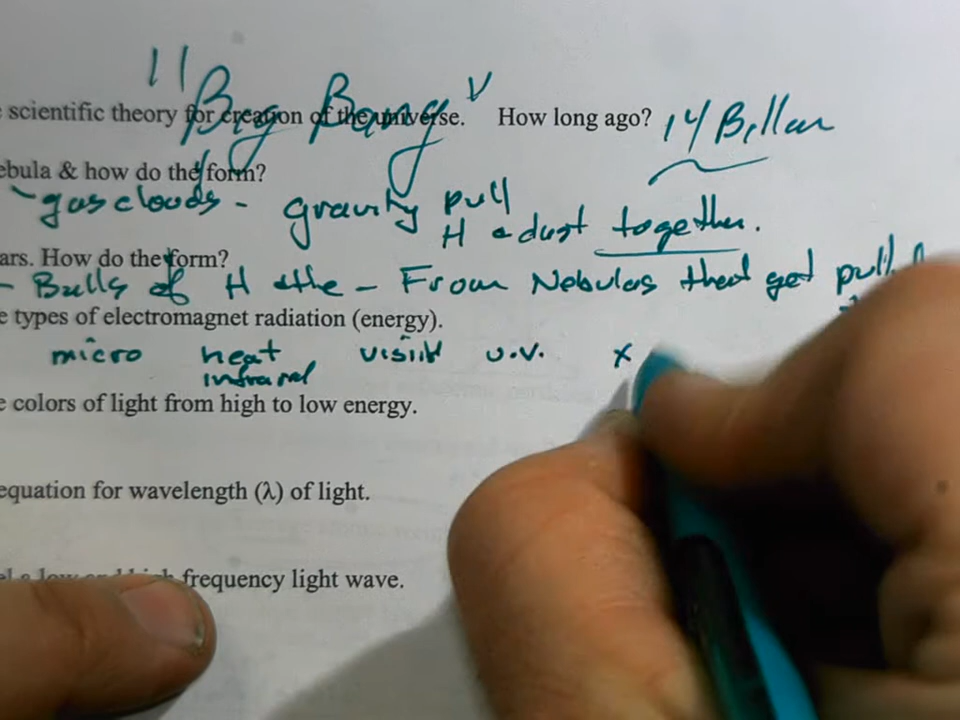 "Big Bang"
scientific theory for creation of the universe. How long ago? 14 Billion
ebula & how do they form?
- gas clouds - gravity pull
H & dust together.
ars. How do they form?
- Balls of H & He - From Nebulas that get pull
e types of electromagnet radiation (energy).
micro heat visible u.v. x
infrared
e colors of light from high to low energy.
equation for wavelength (λ) of light.
frequency light wave.